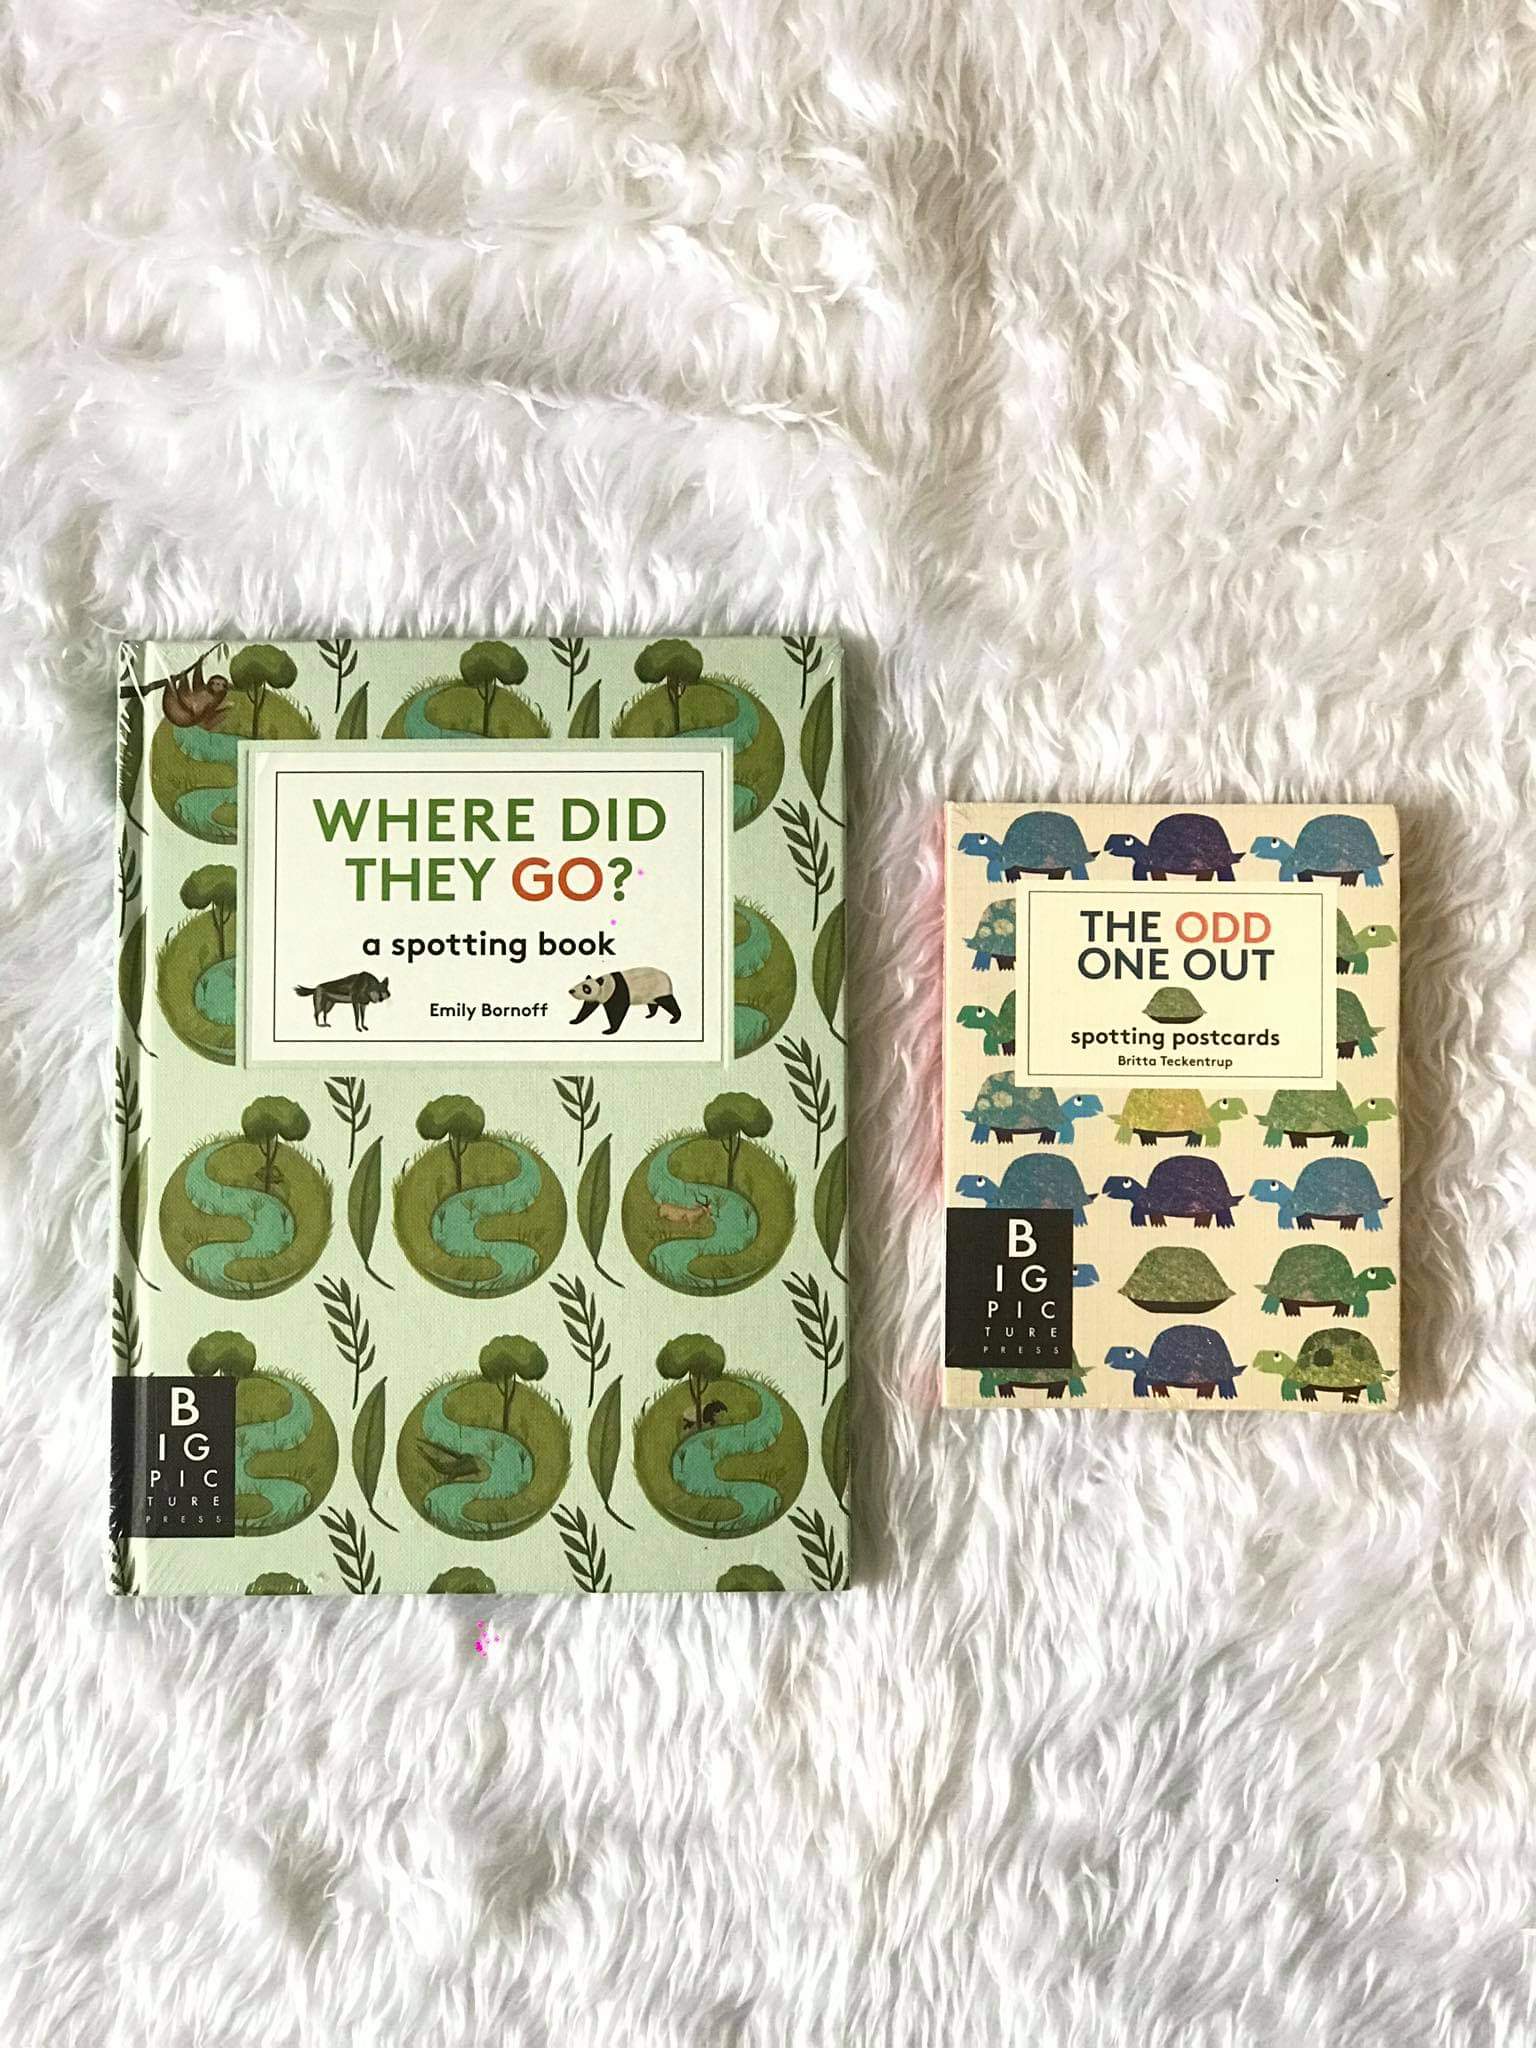 WHERE DID
THEY GO?
a spotting book
Emily Bornoff
B
IG
PIC
TURE
PRESS
THE ODD
ONE OUT
spotting postcards
Britta Teckentrup
B
IG
PIC
TURE
PRESS